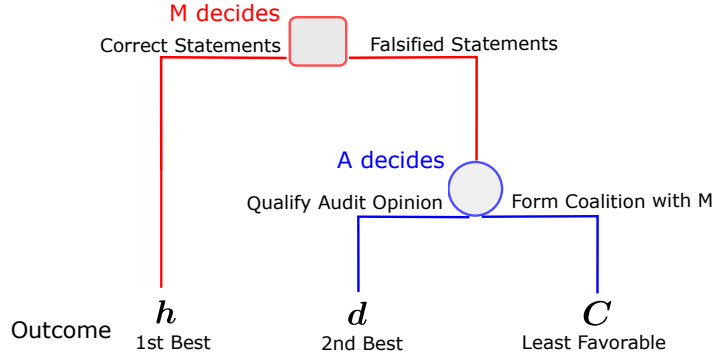 M decides
Correct Statements
Falsified Statements
A decides
Qualify Audit Opinion
Form Coalition with M
Outcome
h
d
C
1st Best
2nd Best
Least Favorable